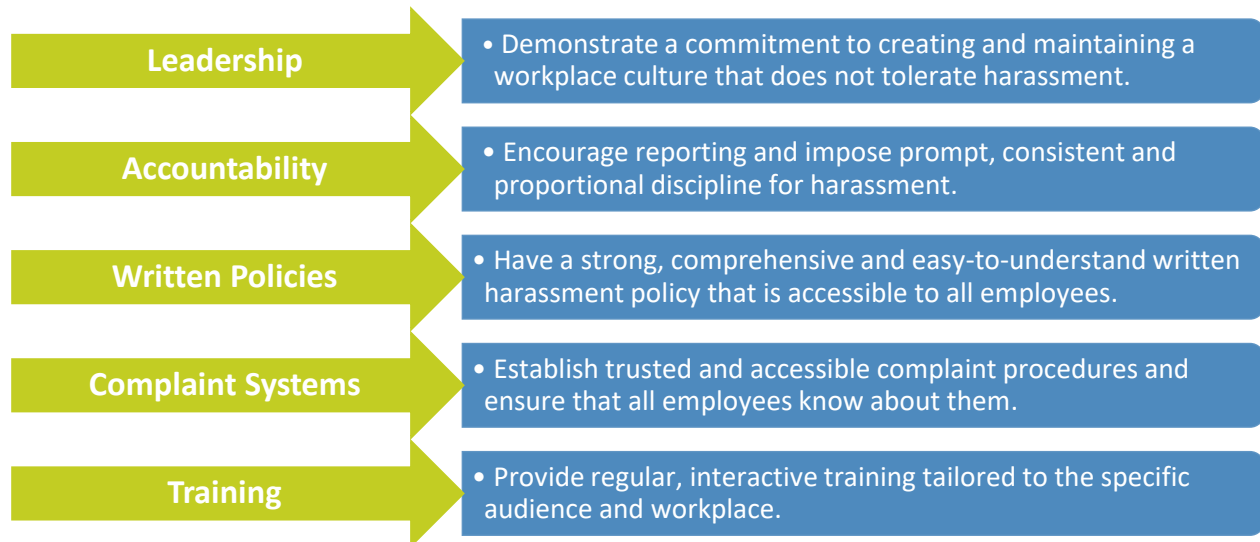 Leadership
• Demonstrate a commitment to creating and maintaining a
workplace culture that does not tolerate harassment.
Accountability
• Encourage reporting and impose prompt, consistent and
proportional discipline for harassment.
Written Policies
• Have a strong, comprehensive and easy-to-understand written
harassment policy that is accessible to all employees.
Complaint Systems
• Establish trusted and accessible complaint procedures and
ensure that all employees know about them.
Training
• Provide regular, interactive training tailored to the specific
audience and workplace.